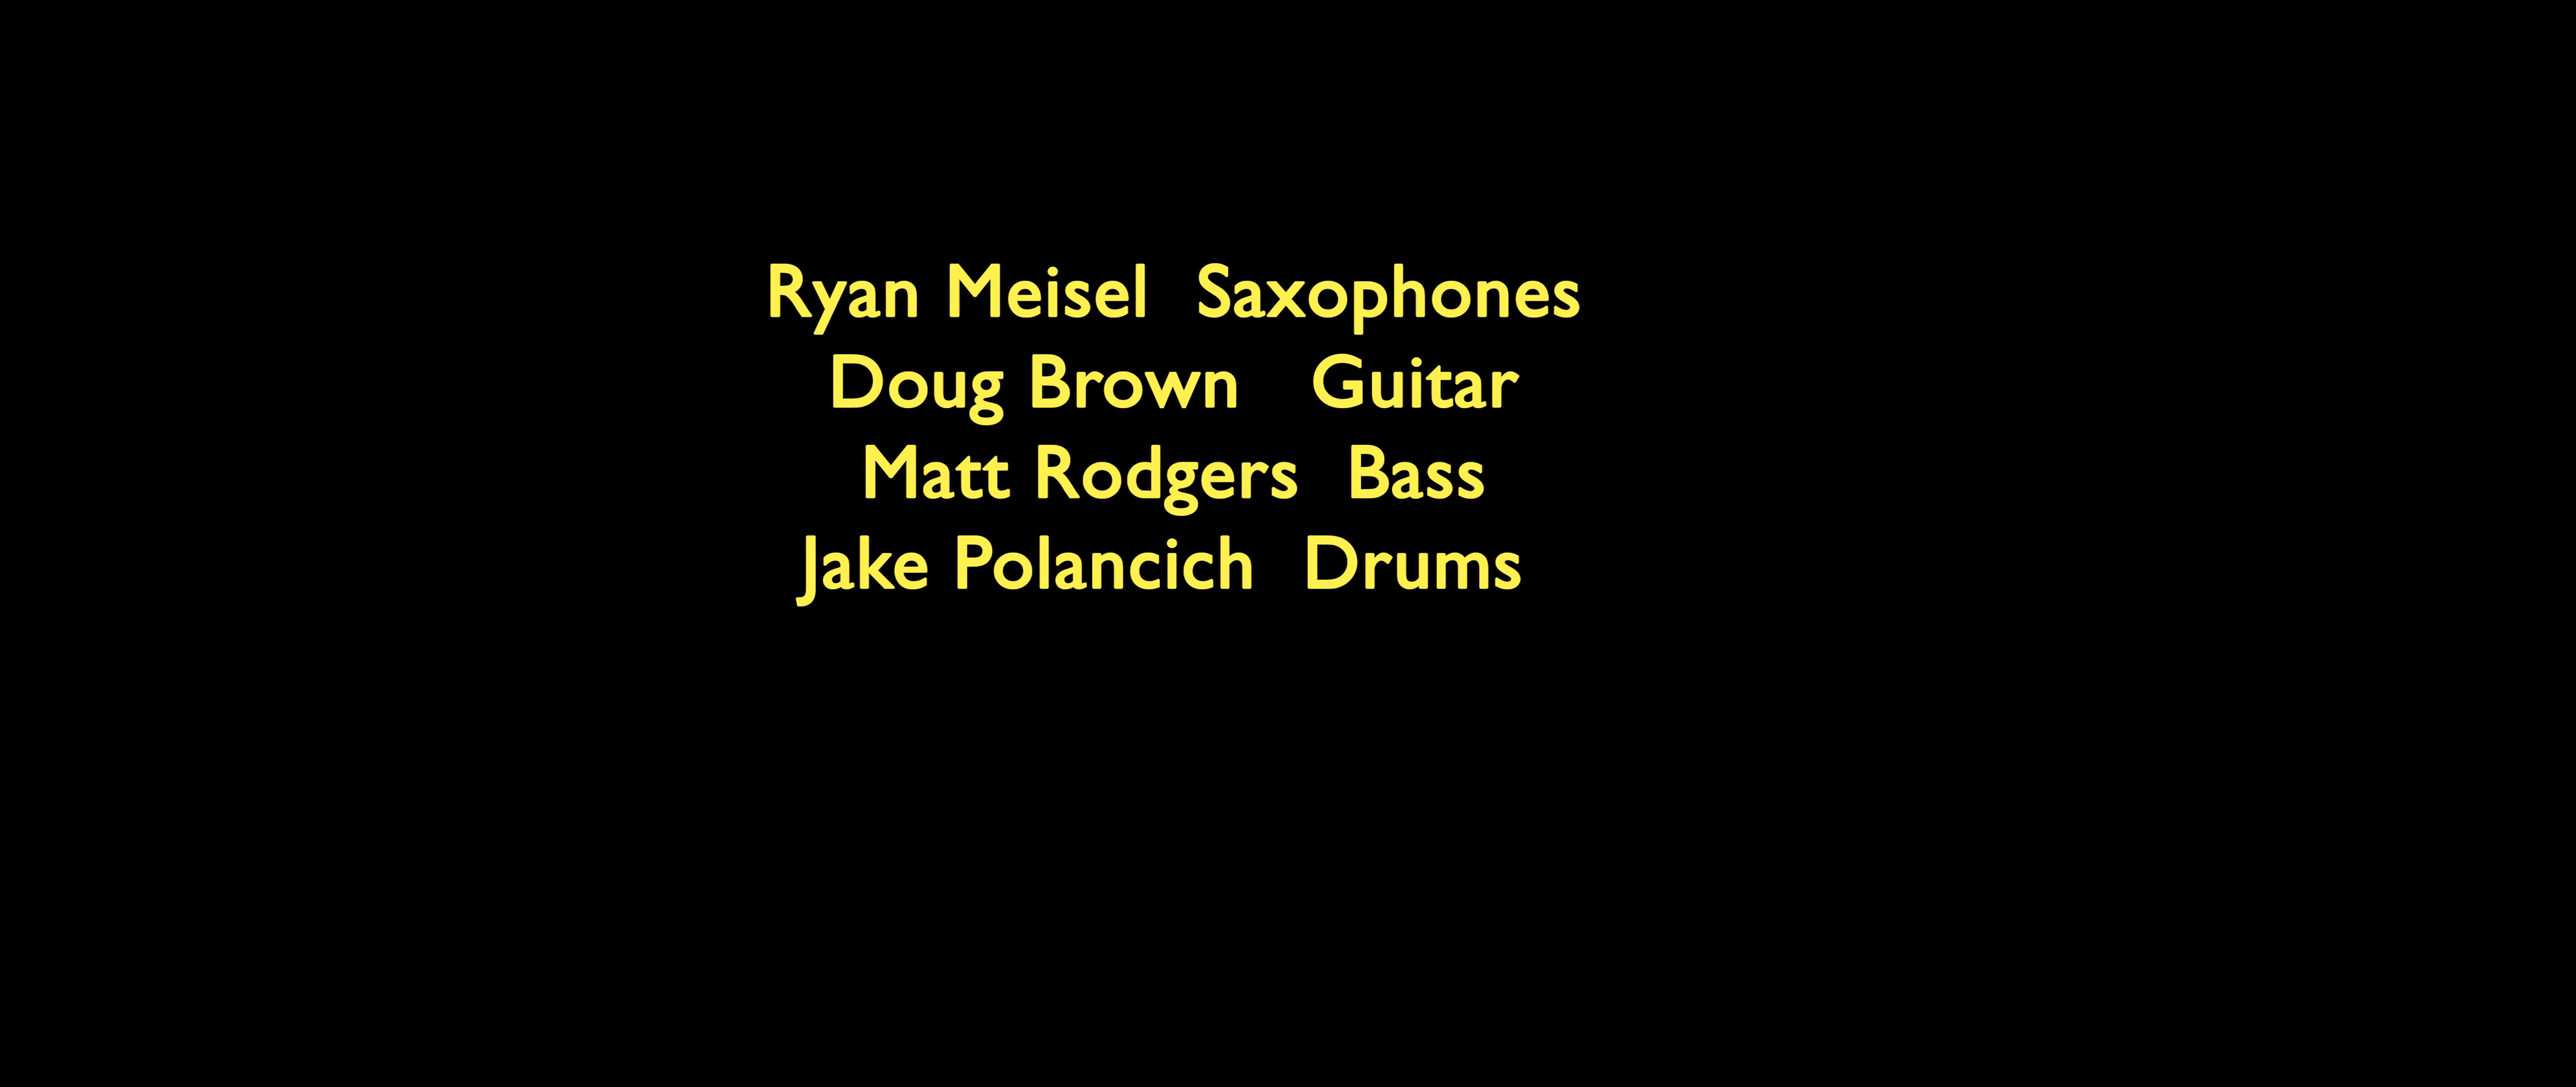 Ryan Meisel  Saxophones
Doug Brown   Guitar
Matt Rodgers  Bass
Jake Polancich  Drums